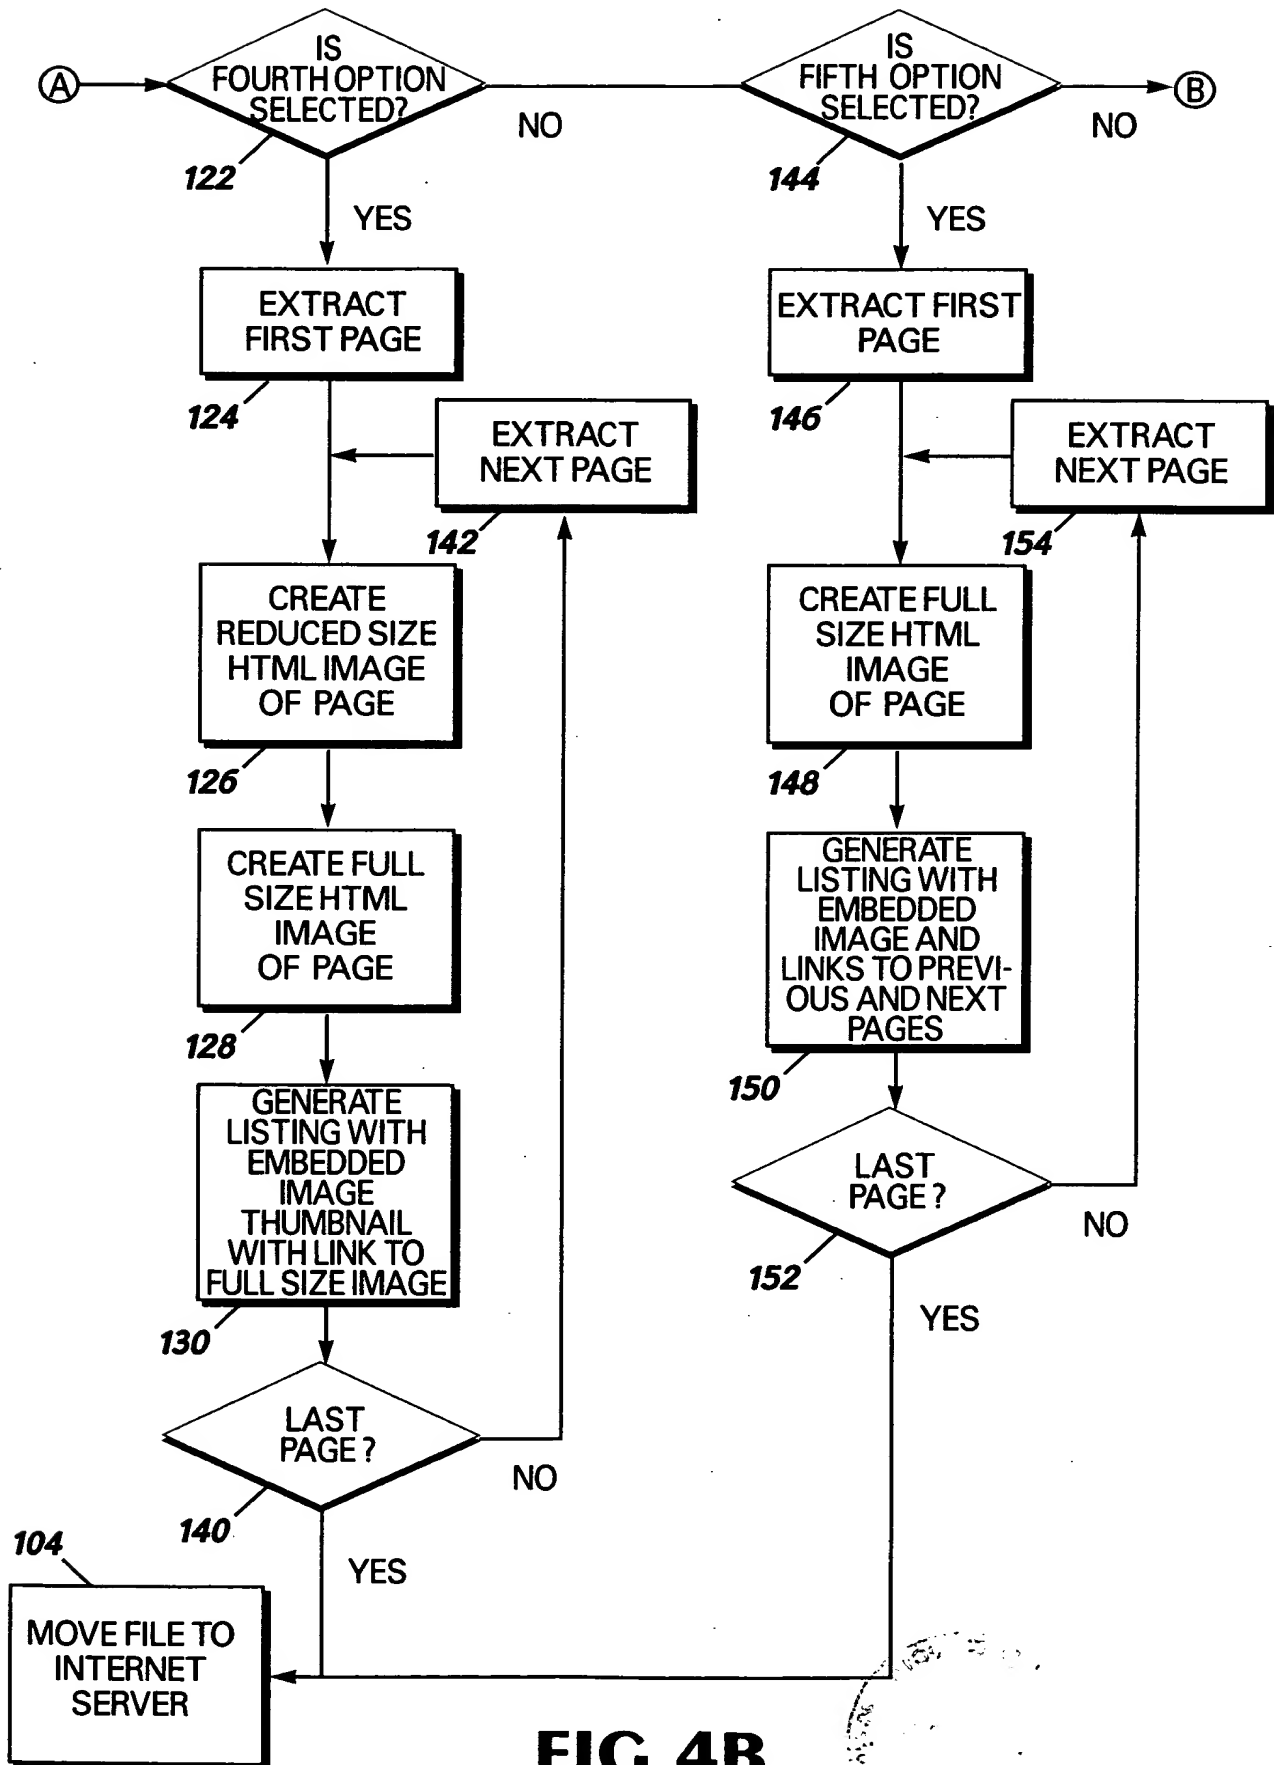 A
IS
FOURTH OPTION
SELECTED?
NO
122
YES
IS
FIFTH OPTION
SELECTED?
NO
B
144
YES
EXTRACT
FIRST PAGE
124
EXTRACT
NEXT PAGE
142
CREATE
REDUCED SIZE
HTML IMAGE
OF PAGE
126
CREATE FULL
SIZE HTML
IMAGE
OF PAGE
128
GENERATE
LISTING WITH
EMBEDDED
IMAGE
THUMBNAIL
WITH LINK TO
FULL SIZE IMAGE
130
LAST
PAGE?
NO
140
YES
EXTRACT FIRST
PAGE
146
EXTRACT
NEXT PAGE
154
CREATE FULL
SIZE HTML
IMAGE
OF PAGE
148
GENERATE
LISTING WITH
EMBEDDED
IMAGE AND
LINKS TO PREVI-
OUS AND NEXT
PAGES
150
LAST
PAGE?
NO
152
YES
104
MOVE FILE TO
INTERNET
SERVER
FIG. 4B